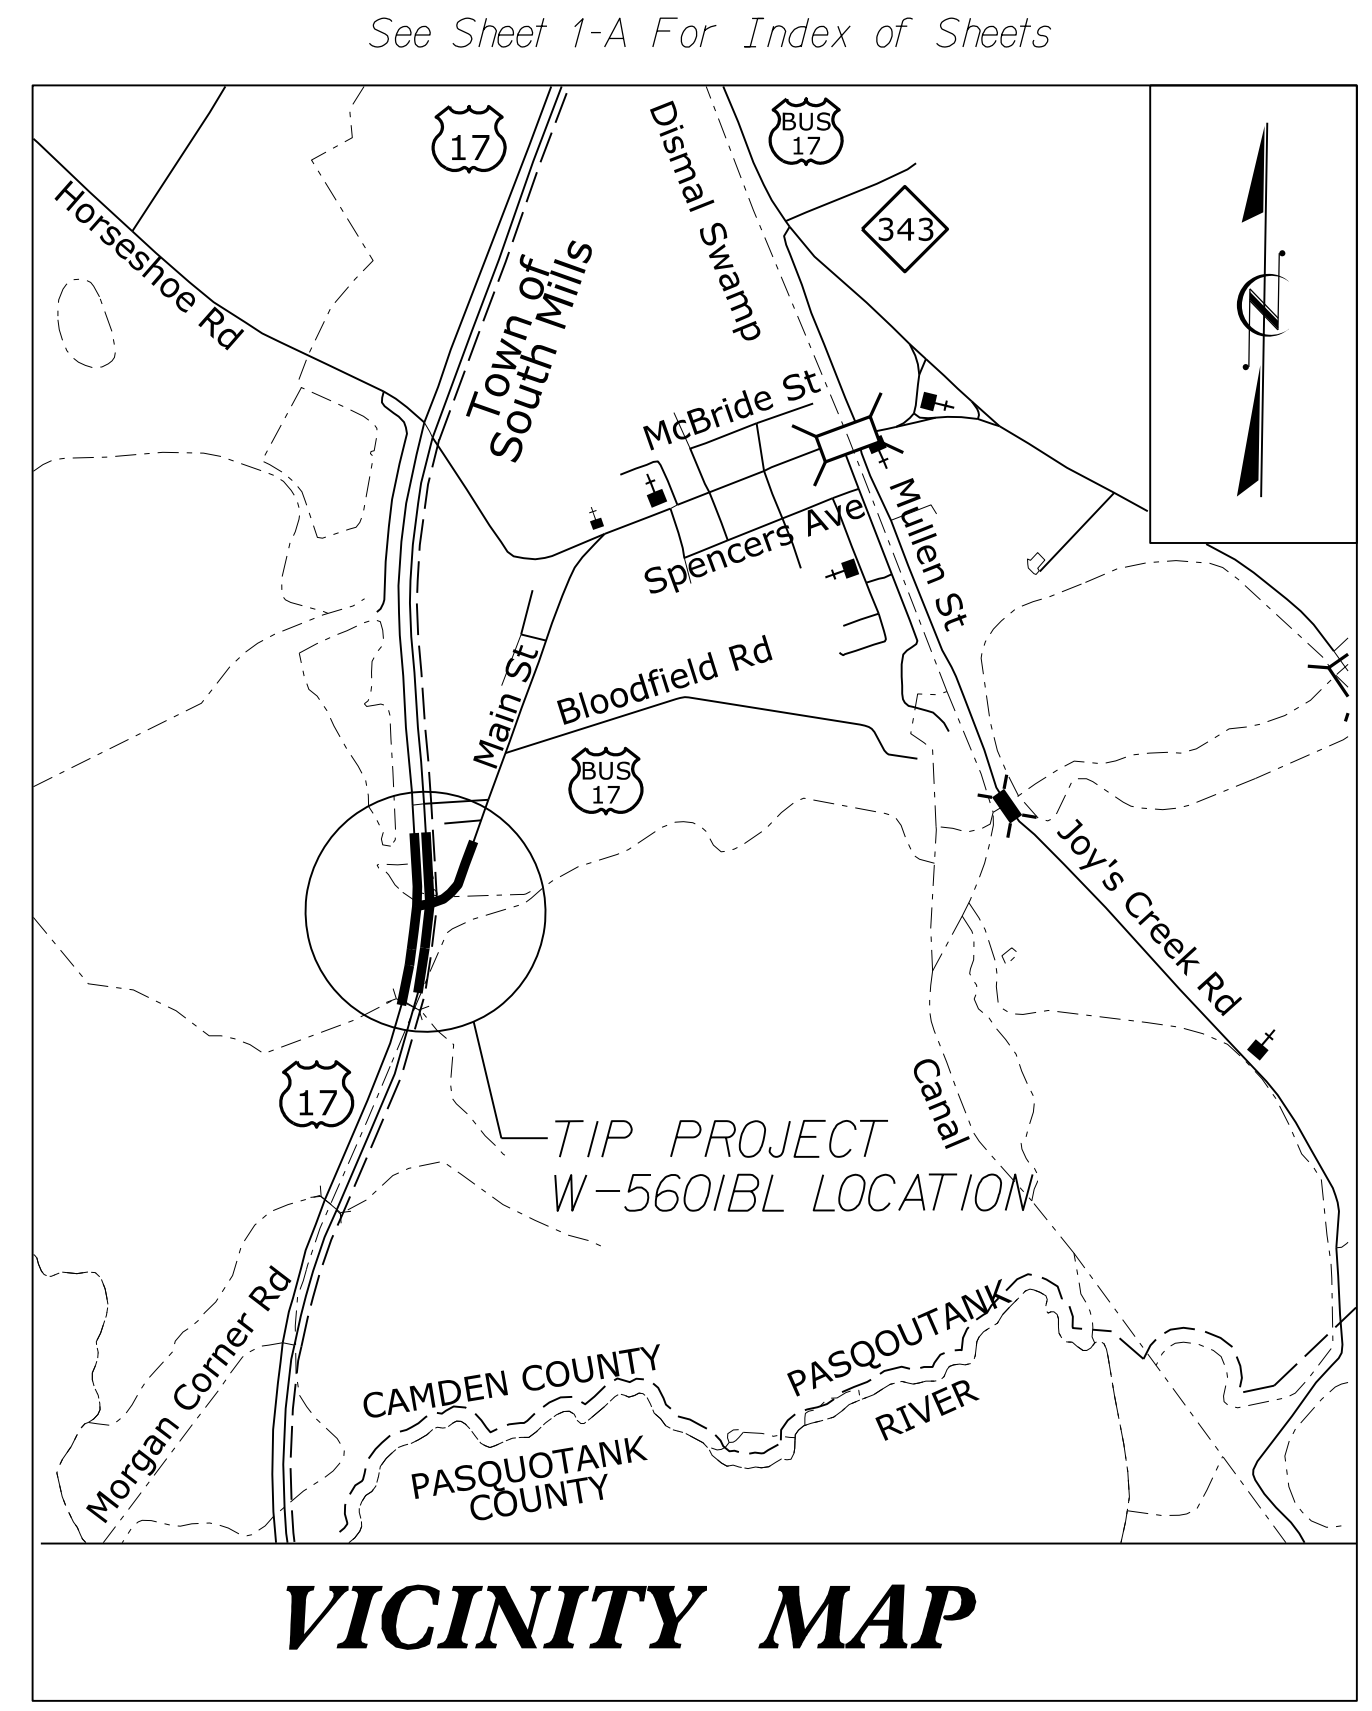 See Sheet 1-A For Index of Sheets
17
BUS
17
Dismal Swamp
343
Horseshoe Rd
Town of
South Mills
McBride St
Spencers Ave
Mullen St
Main St
Bloodfield Rd
BUS
17
Joy's Creek Rd
17
Canal
TIP PROJECT
W-5601BL LOCATION
Morgan Corner Rd
CAMDEN COUNTY
PASQUOTANK
COUNTY
PASQOUTANK
RIVER
N
VICINITY MAP